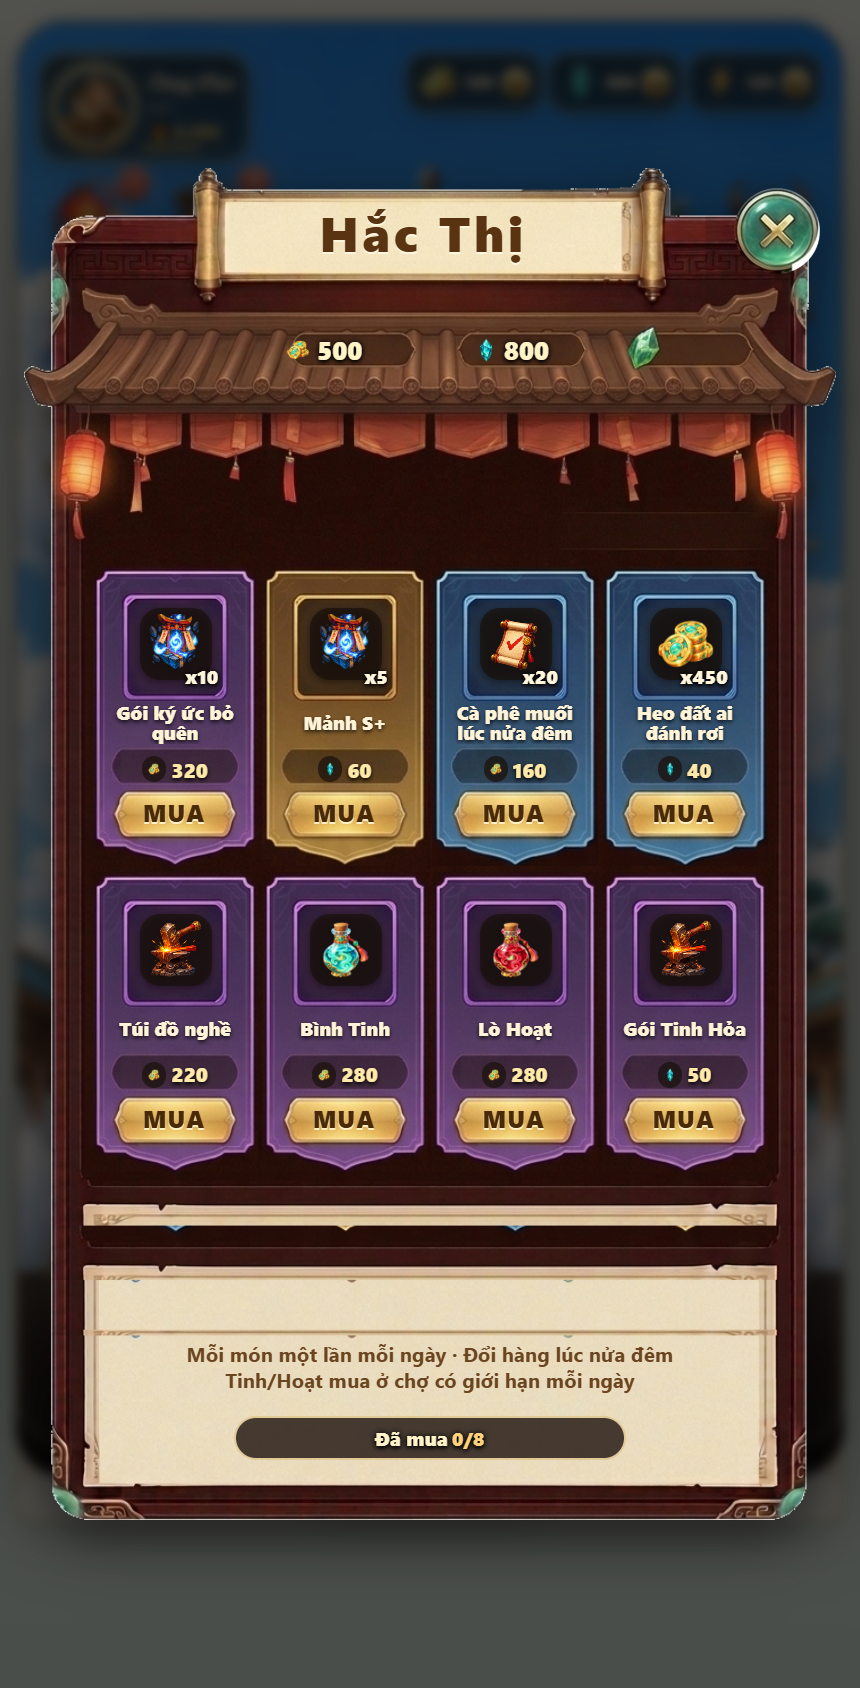 Hắc Thị
500
800
x10
x5
x20
x450
Gói ký ức bỏ quên
Mảnh S+
Cà phê muối lúc nửa đêm
Heo đất ai đánh rơi
320
60
160
40
MUA
MUA
MUA
MUA
Túi đồ nghề
Bình Tinh
Lò Hoạt
Gói Tinh Hỏa
220
280
280
50
MUA
MUA
MUA
MUA
Mỗi món một lần mỗi ngày · Đổi hàng lúc nửa đêm
Tinh/Hoạt mua ở chợ có giới hạn mỗi ngày
Đã mua 0/8